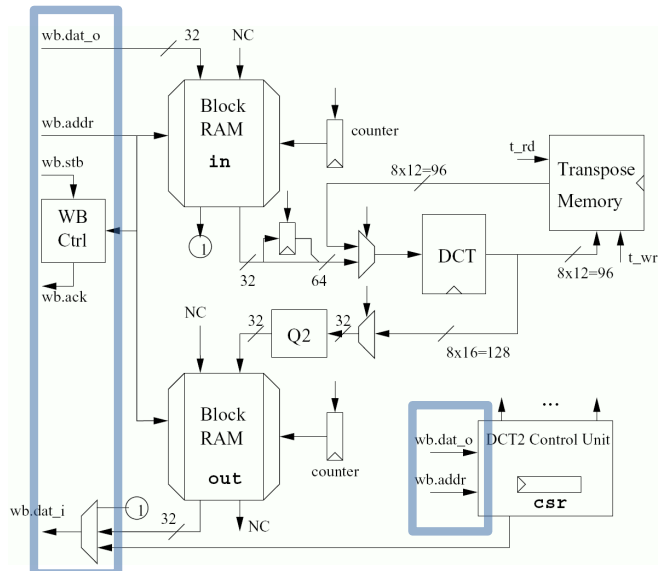 wb.dat_o
32
NC
Block
RAM
in
wb.addr
counter
wb.stb
WB
Ctrl
wb.ack
1
32
64
8x12=96
t_rd
Transpose
Memory
DCT
8x12=96
t_wr
NC
32
Q2
32
8x16=128
Block
RAM
out
counter
...
wb.dat_o
DCT2 Control Unit
wb.addr
csr
wb.dat_i
1
32
NC